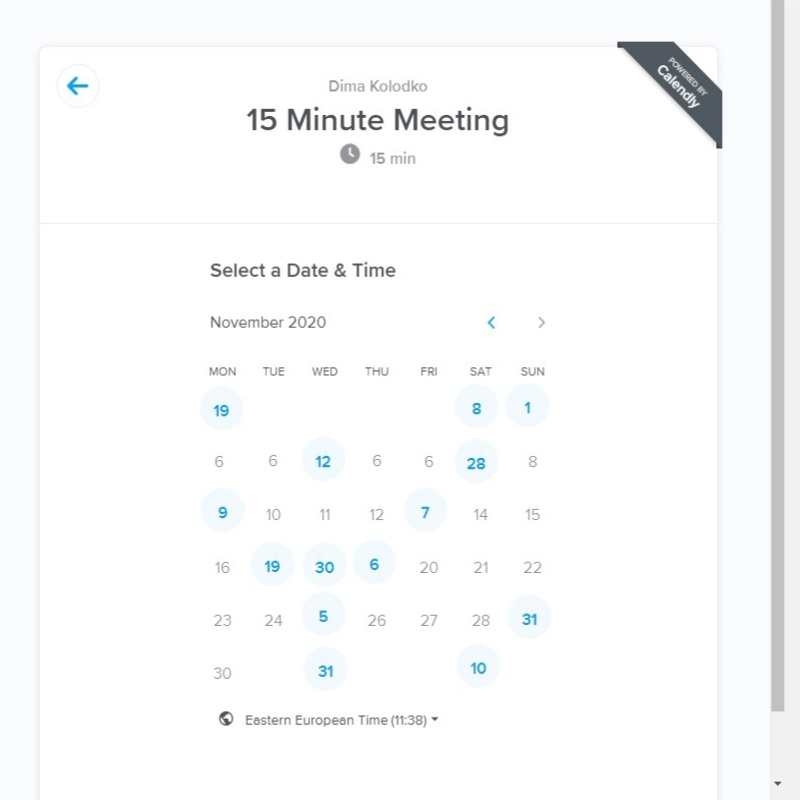 POWERED BY
Calendly
Dima Kolodko
15 Minute Meeting
15 min
Select a Date & Time
November 2020
MON TUE WED THU FRI SAT SUN
19 8 1
6 6 12 6 6 28 8
9 10 11 12 7 14 15
16 19 30 6 20 21 22
23 24 5 26 27 28 31
30 31 10
Eastern European Time (11:38)